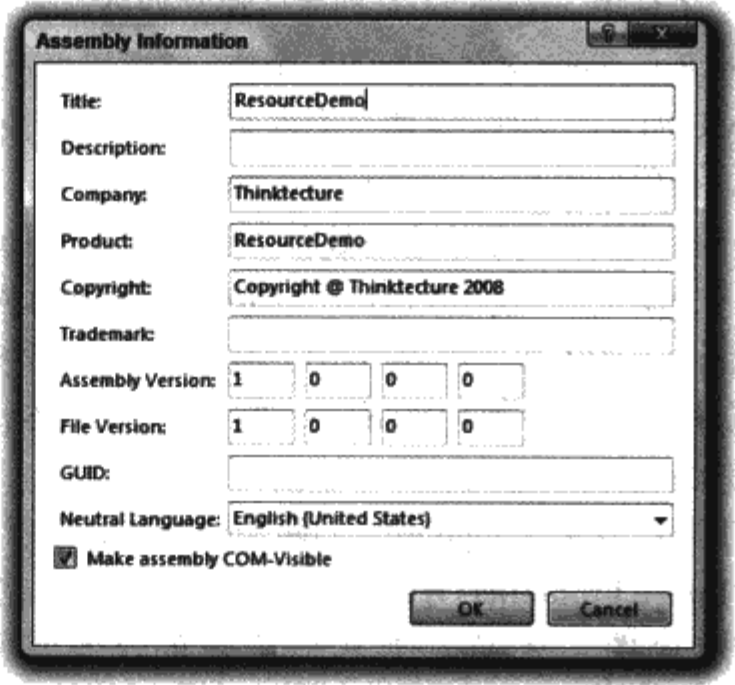 Assembly Information
Title: ResourceDemo
Description:
Company: Thinktecture
Product: ResourceDemo
Copyright: Copyright @ Thinktecture 2008
Trademark:
Assembly Version: 1 0 0 0
File Version: 1 0 0 0
GUID:
Neutral Language: English (United States)
Make assembly COM-Visible
OK Cancel